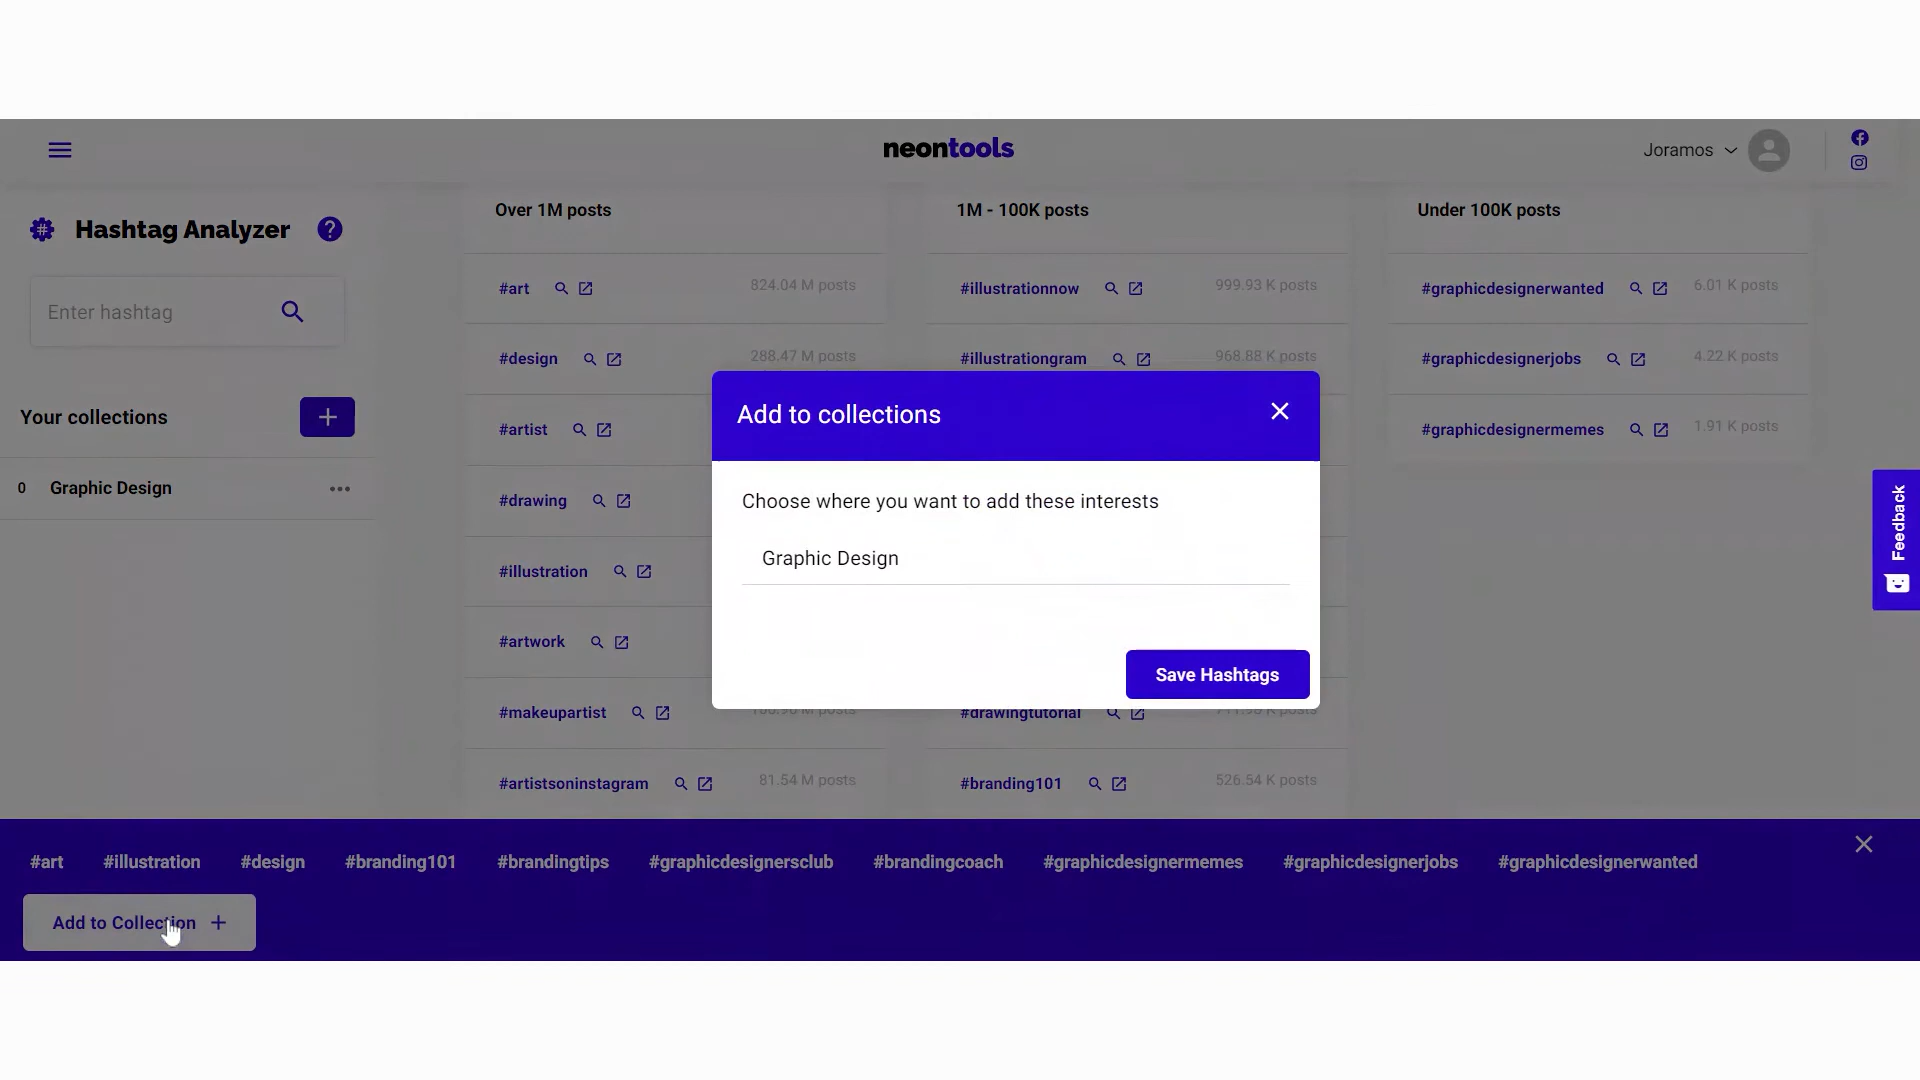 neontools
Joramos
Hashtag Analyzer
Enter hashtag
Your collections
0 Graphic Design
Over 1M posts
#art 824.04 M posts
#design 288.47 M posts
#artist
#drawing
#illustration
#artwork
#makeupartist
#artistsoninstagram 81.54 M posts
1M - 100K posts
#illustrationnow 999.93 K posts
#illustrationgram 968.88 K posts
#drawingtutorial
#branding101 526.54 K posts
Under 100K posts
#graphicdesignerwanted 6.01 K posts
#graphicdesignerjobs 4.22 K posts
#graphicdesignermemes 1.91 K posts
Add to collections
Choose where you want to add these interests
Graphic Design
Save Hashtags
Feedback
#art #illustration #design #branding101 #brandingtips #graphicdesignersclub #brandingcoach #graphicdesignermemes #graphicdesignerjobs #graphicdesignerwanted
Add to Collection +